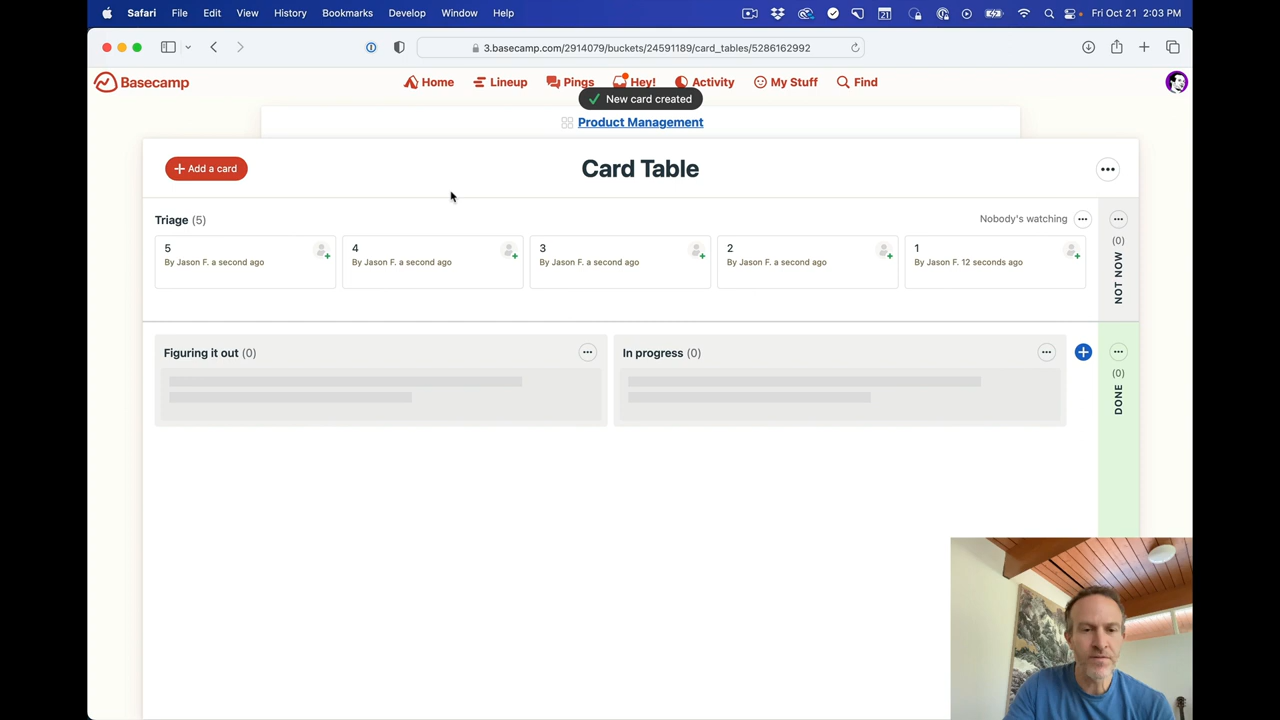 Safari File Edit View History Bookmarks Develop Window Help
21
Fri Oct 21 2:03 PM
3.basecamp.com/2914079/buckets/24591189/card_tables/5286162992
Basecamp
Home Lineup Pings Hey! Activity My Stuff Find
New card created
Product Management
+ Add a card
Card Table
Triage (5)
Nobody's watching
5
By Jason F. a second ago
4
By Jason F. a second ago
3
By Jason F. a second ago
2
By Jason F. a second ago
1
By Jason F. 12 seconds ago
(0)
NOT NOW
Figuring it out (0)
In progress (0)
(0)
DONE